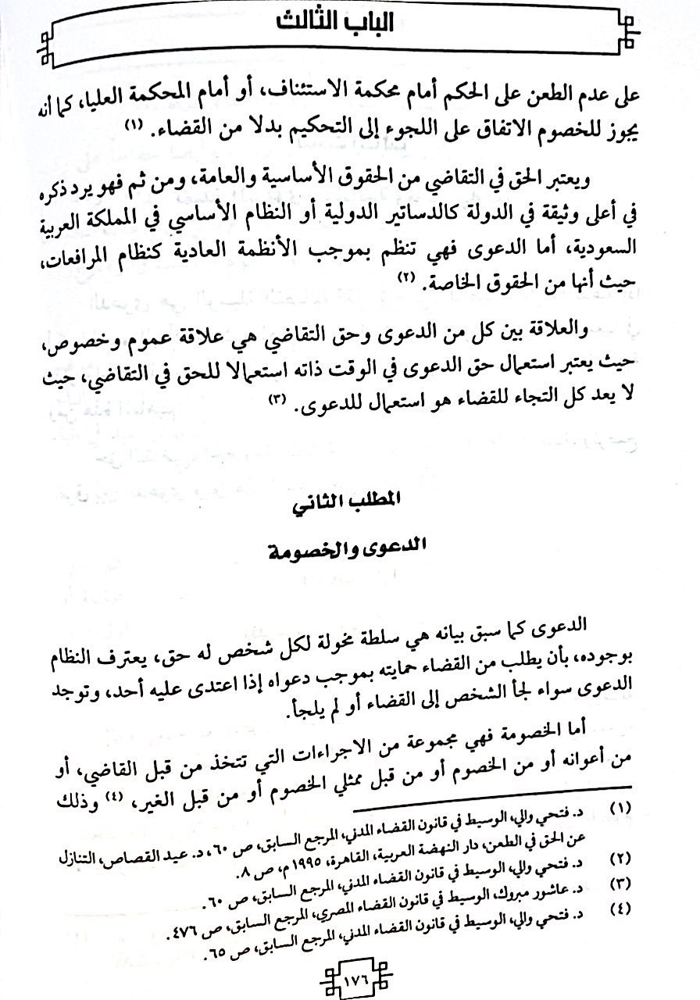 الباب الثالث
على عدم الطعن على الحكم أمام محكمة الاستئناف، أو أمام المحكمة العليا، كما أنه
يجوز للخصوم الاتفاق على اللجوء إلى التحكيم بدلا من القضاء. (١)
ويعتبر الحق في التقاضي من الحقوق الأساسية والعامة، ومن ثم فهو يرد ذكره
في أعلى وثيقة في الدولة كالدساتير الدولية أو النظام الأساسي في المملكة العربية
السعودية، أما الدعوى فهي تنظم بموجب الأنظمة العادية كنظام المرافعات،
حيث أنها من الحقوق الخاصة. (٢)
والعلاقة بين كل من الدعوى وحق التقاضي هي علاقة عموم وخصوص،
حيث يعتبر استعمال حق الدعوى في الوقت ذاته استعمالا للحق في التقاضي، حيث
لا يعد كل التجاء للقضاء هو استعمال للدعوى. (٣)
المطلب الثاني
الدعوى والخصومة
الدعوى كما سبق بيانه هي سلطة مخولة لكل شخص له حق، يعترف النظام
بوجوده، بأن يطلب من القضاء حمايته بموجب دعواه إذا اعتدى عليه أحد، وتوجد
الدعوى سواء لجأ الشخص إلى القضاء أو لم يلجأ.
أما الخصومة فهي مجموعة من الاجراءات التي تتخذ من قبل القاضي، أو
من أعوانه أو من الخصوم أو من قبل ممثلي الخصوم أو من قبل الغير، (٤) وذلك
(١) د. فتحي والي، الوسيط في قانون القضاء المدني، المرجع السابق، ص ٦٠، د. عيد القصاص، التنازل
عن الحق في الطعن، دار النهضة العربية، القاهرة، ١٩٩٥م، ص ٨.
(٢) د. فتحي والي، الوسيط في قانون القضاء المدني، المرجع السابق، ص ٦٠.
(٣) د. عاشور مبروك، الوسيط في قانون القضاء المصري، المرجع السابق، ص ٤٧٦.
(٤) د. فتحي والي، الوسيط في قانون القضاء المدني، المرجع السابق، ص ٦٥.
١٧٦